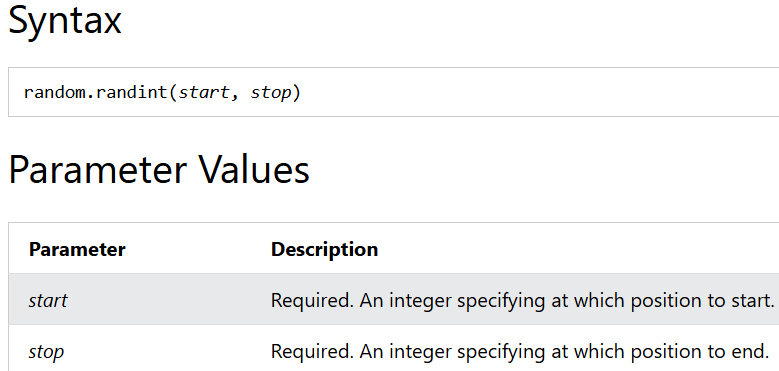 Syntax
random.randint(start, stop)
Parameter Values
Parameter Description
start Required. An integer specifying at which position to start.
stop Required. An integer specifying at which position to end.